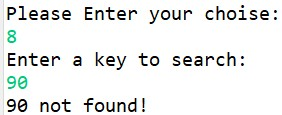 Please Enter your choise:
8
Enter a key to search:
90
90 not found!